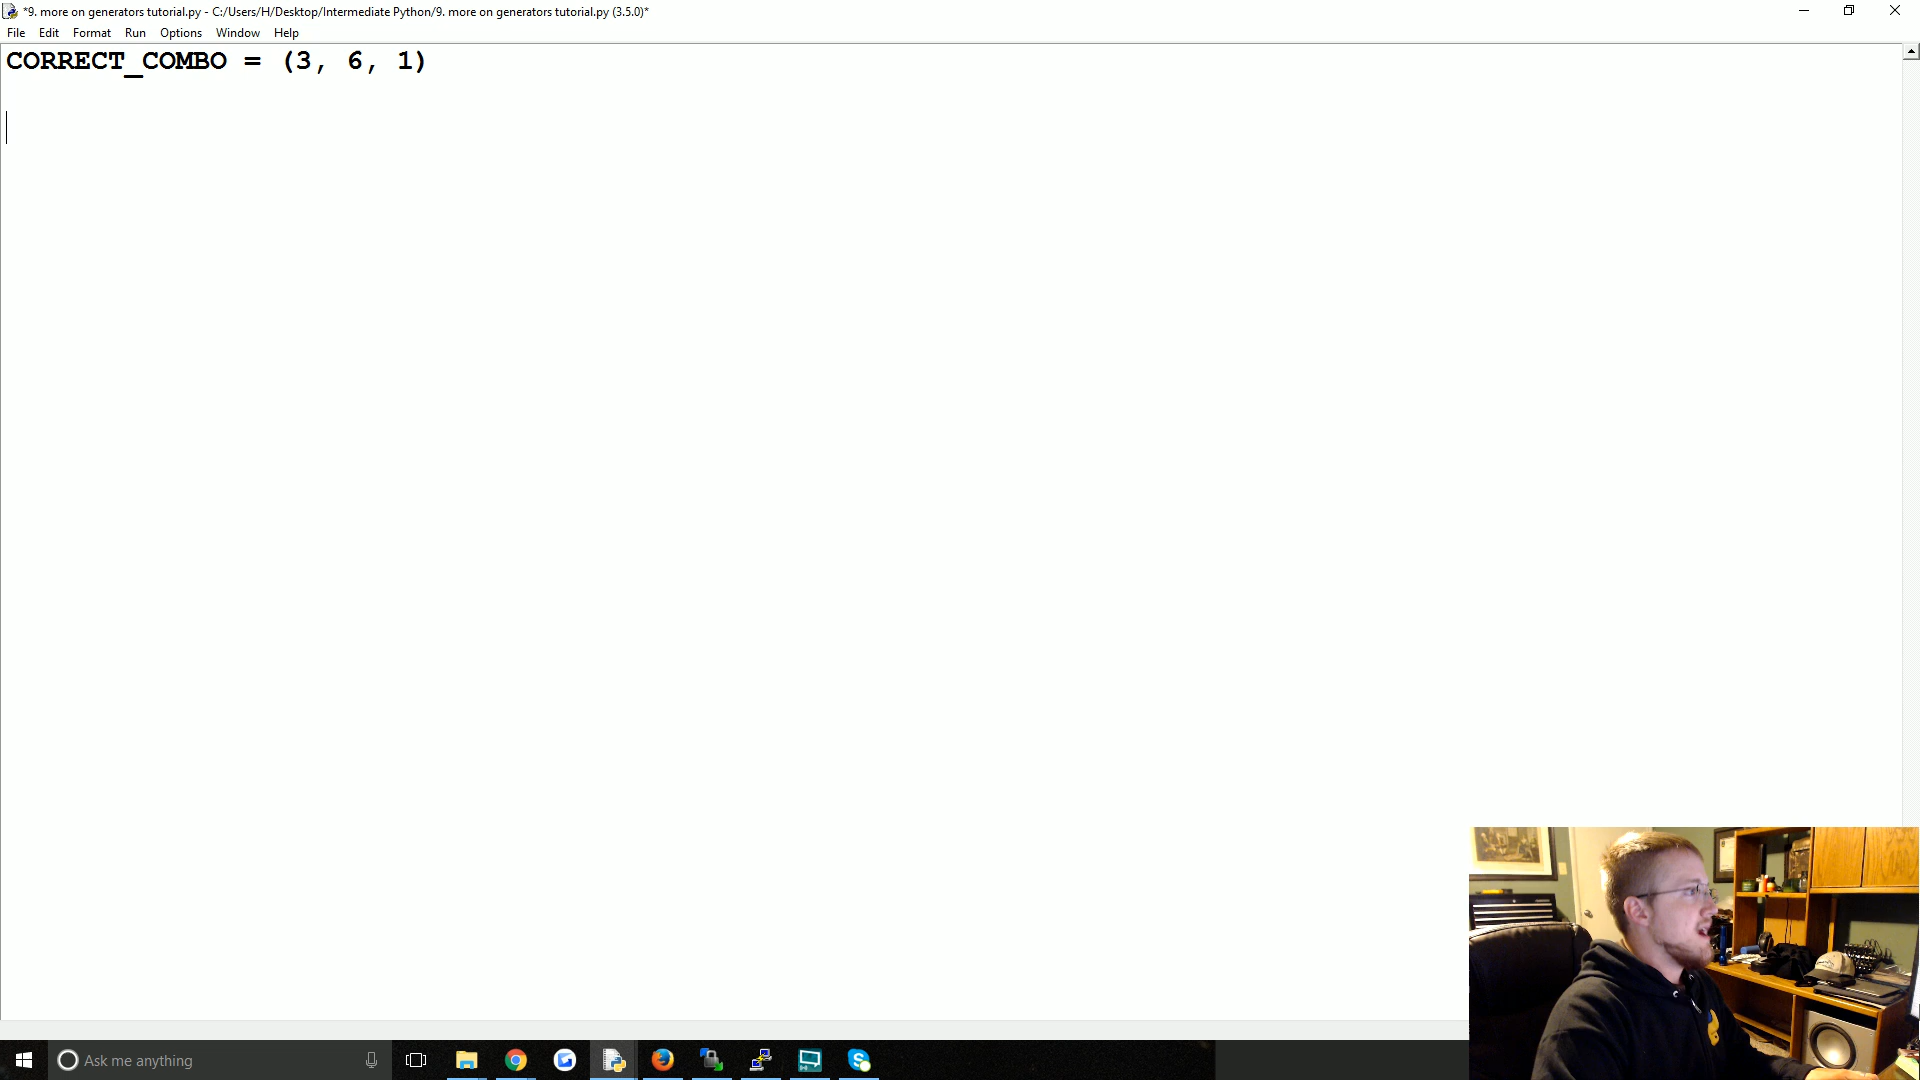 *9. more on generators tutorial.py - C:/Users/H/Desktop/Intermediate Python/9. more on generators tutorial.py (3.5.0)*
File Edit Format Run Options Window Help
CORRECT_COMBO = (3, 6, 1)
Ask me anything